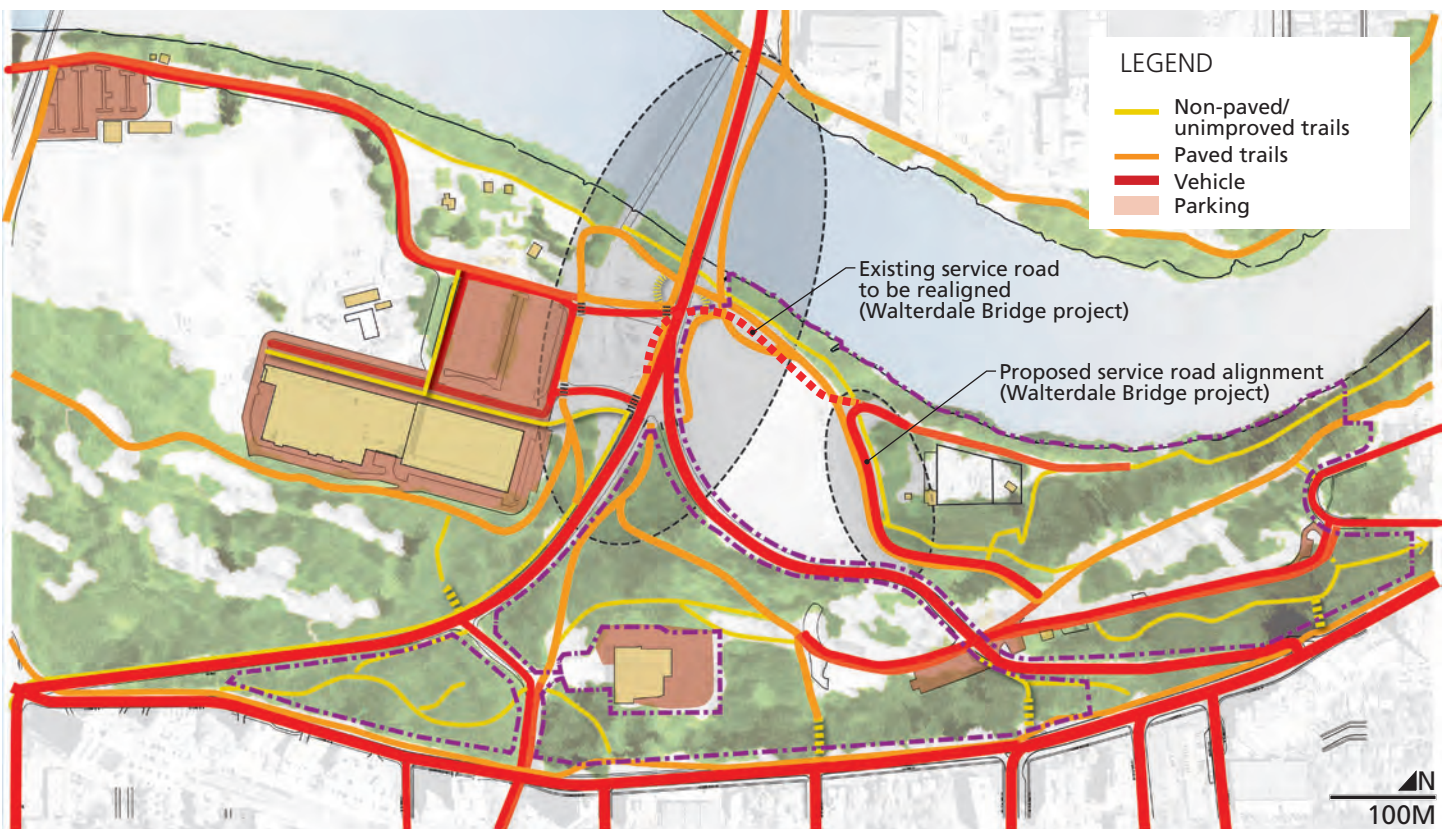 LEGEND
Non-paved/
unimproved trails
Paved trails
Vehicle
Parking
Existing service road
to be realigned
(Walterdale Bridge project)
Proposed service road alignment
(Walterdale Bridge project)
N
100M